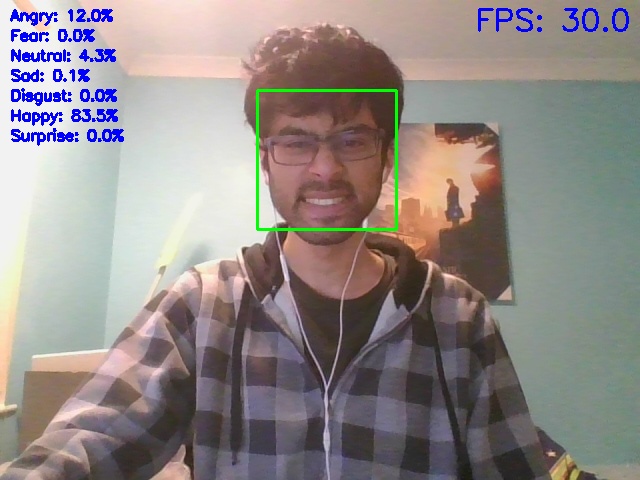 Angry: 12.0%
FPS: 30.0
Fear: 0.0%
Neutral: 4.3%
Sad: 0.1%
Disgust: 0.0%
Happy: 83.5%
Surprise: 0.0%